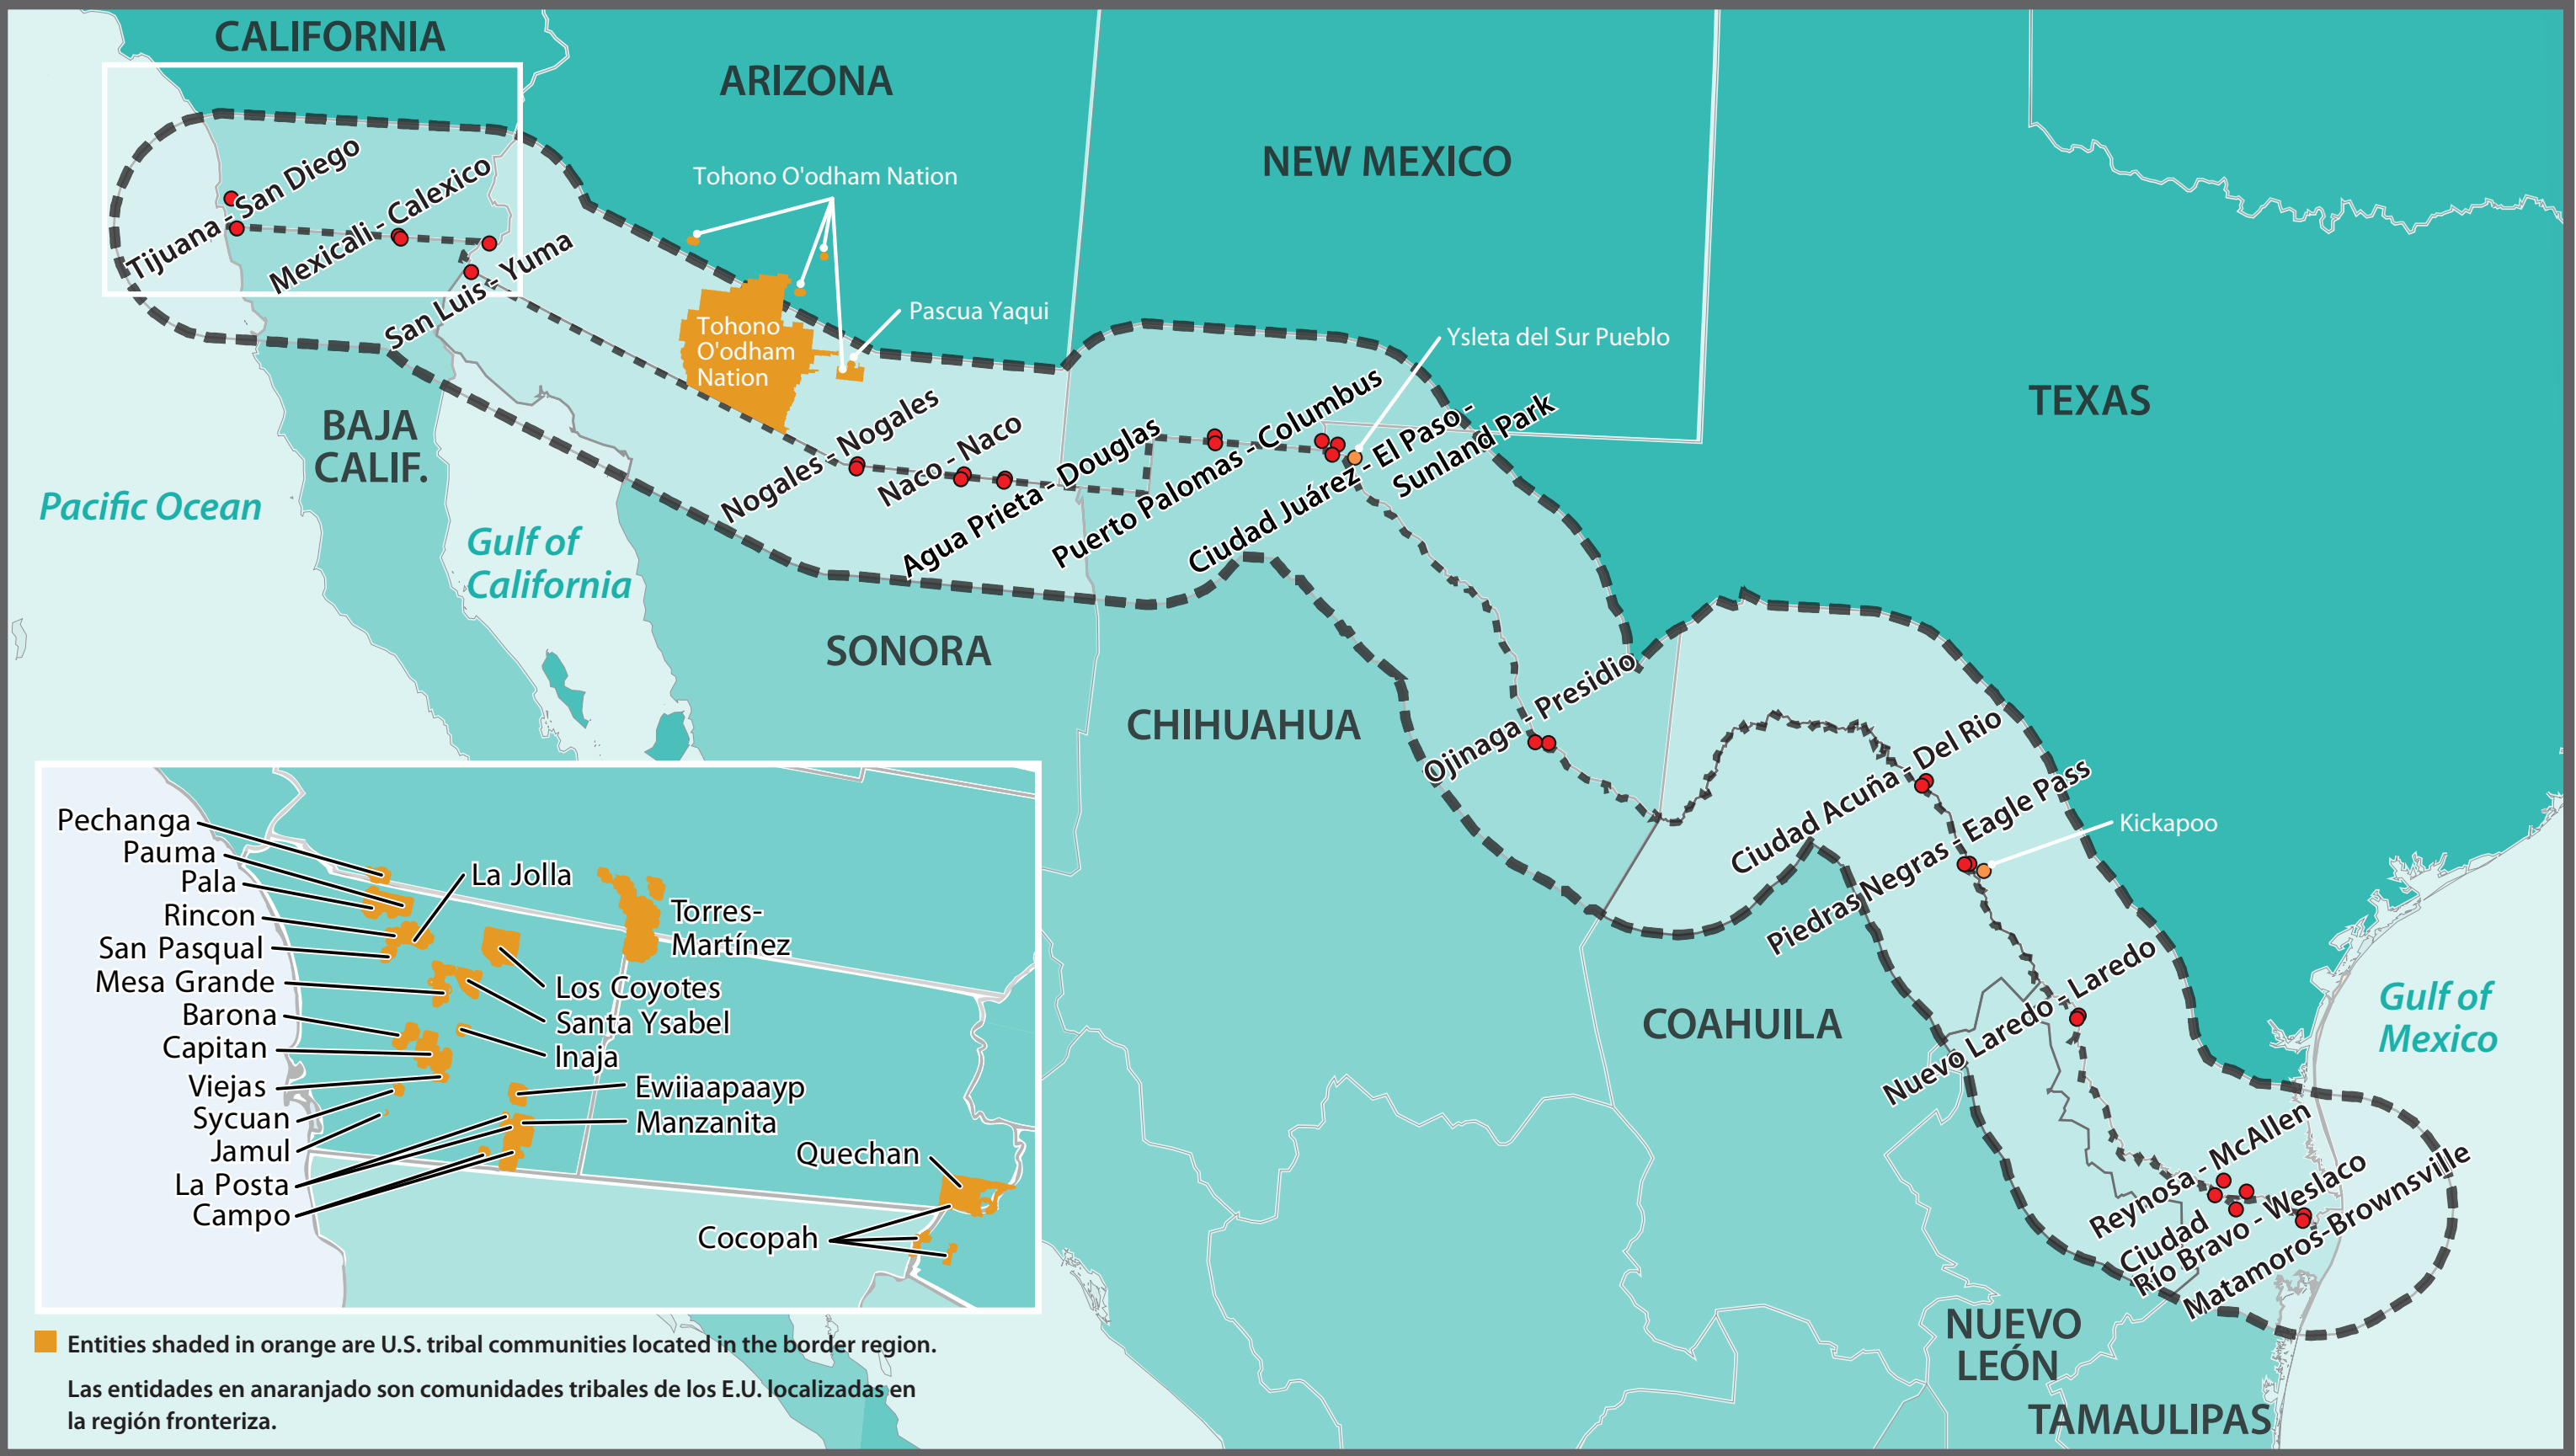 CALIFORNIA
ARIZONA
NEW MEXICO
TEXAS
Tijuana - San Diego
Mexicali - Calexico
San Luis - Yuma
Tohono O'odham Nation
Tohono
O'odham
Nation
Pascua Yaqui
Ysleta del Sur Pueblo
BAJA
CALIF.
Pacific Ocean
Gulf of
California
Nogales - Nogales
Naco - Naco
Agua Prieta - Douglas
Puerto Palomas - Columbus
Ciudad Juárez - El Paso -
Sunland Park
SONORA
CHIHUAHUA
Ojinaga - Presidio
Ciudad Acuña - Del Rio
Piedras Negras - Eagle Pass
Kickapoo
COAHUILA
Nuevo Laredo - Laredo
Gulf of
Mexico
Reynosa - McAllen
Ciudad
Río Bravo - Weslaco
Matamoros-Brownsville
NUEVO
LEÓN
TAMAULIPAS
Pechanga
Pauma
Pala
Rincon
San Pasqual
Mesa Grande
Barona
Capitan
Viejas
Sycuan
Jamul
La Posta
Campo
La Jolla
Torres-
Martínez
Los Coyotes
Santa Ysabel
Inaja
Ewiiaapaayp
Manzanita
Quechan
Cocopah
Entities shaded in orange are U.S. tribal communities located in the border region.
Las entidades en anaranjado son comunidades tribales de los E.U. localizadas en
la región fronteriza.